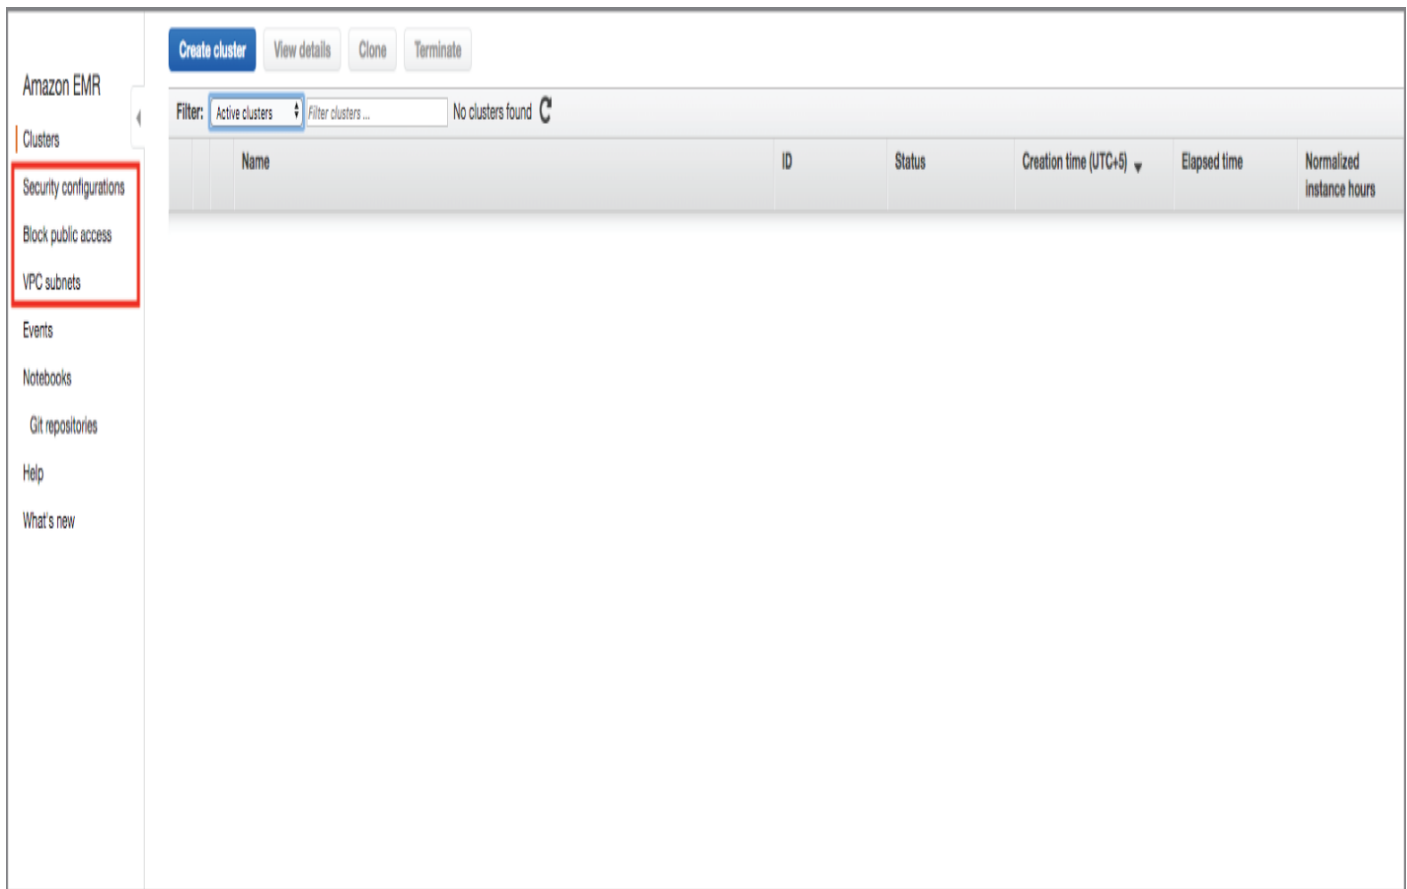 Amazon EMR
Clusters
Security configurations
Block public access
VPC subnets
Events
Notebooks
Git repositories
Help
What's new
Create cluster View details Clone Terminate
Filter: Active clusters Filter clusters ... No clusters found
Name ID Status Creation time (UTC+5) Elapsed time Normalized
instance hours